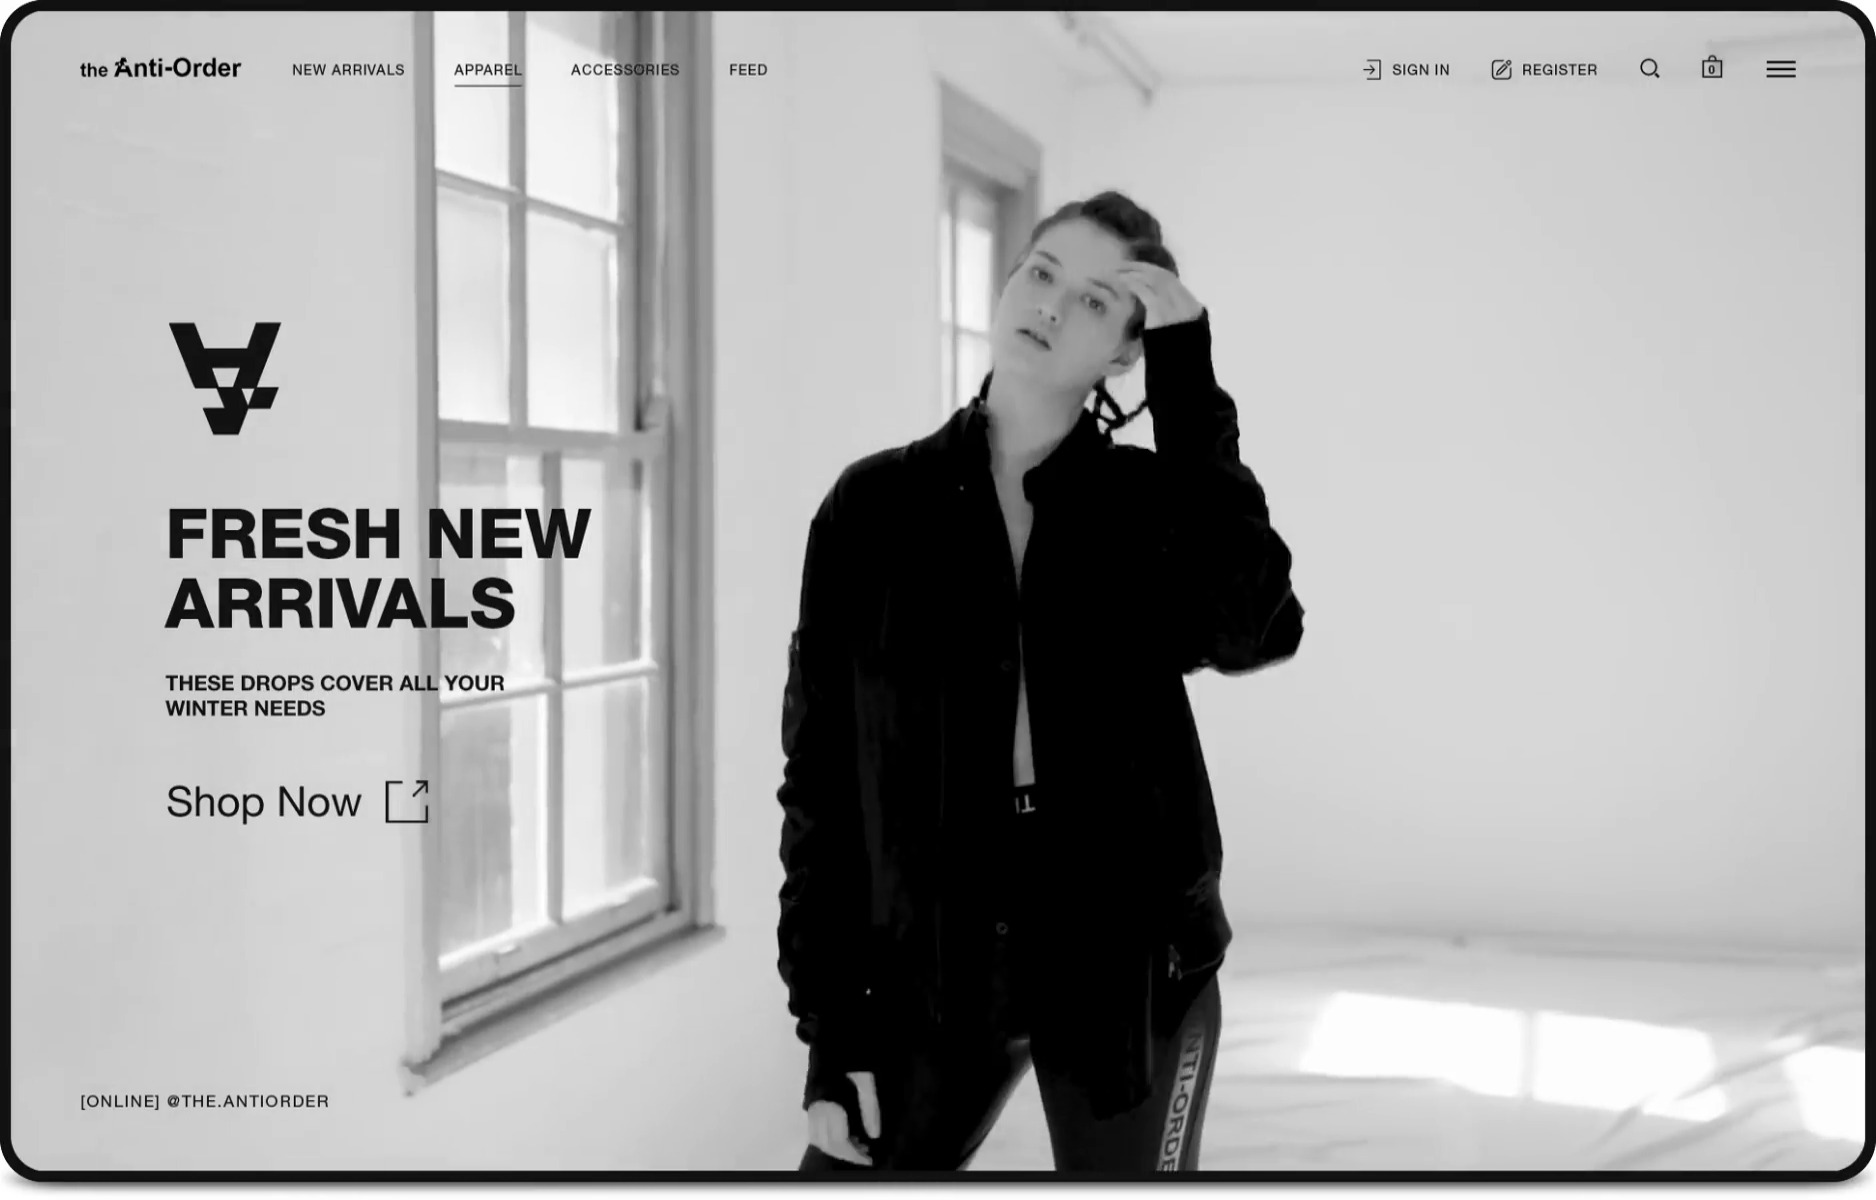 the Anti-Order
NEW ARRIVALS
APPAREL
ACCESSORIES
FEED
SIGN IN
REGISTER
0
FRESH NEW
ARRIVALS
THESE DROPS COVER ALL YOUR
WINTER NEEDS
Shop Now
TI
NTI-ORDE
[ONLINE] @THE.ANTIORDER